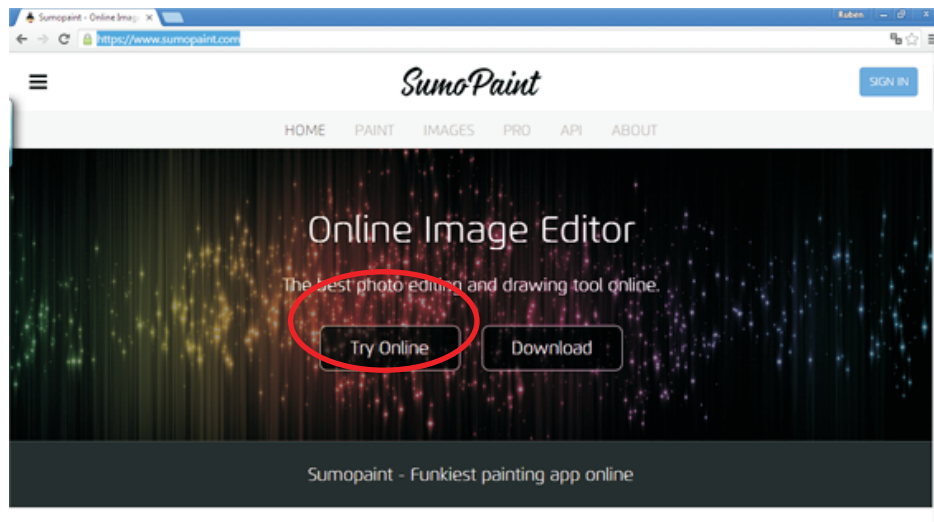 Sumopaint - Online Imag
Ruben
https://www.sumopaint.com
SumoPaint
SIGN IN
HOME PAINT IMAGES PRO API ABOUT
Online Image Editor
The best photo editing and drawing tool online.
Try Online Download
Sumopaint - Funkiest painting app online